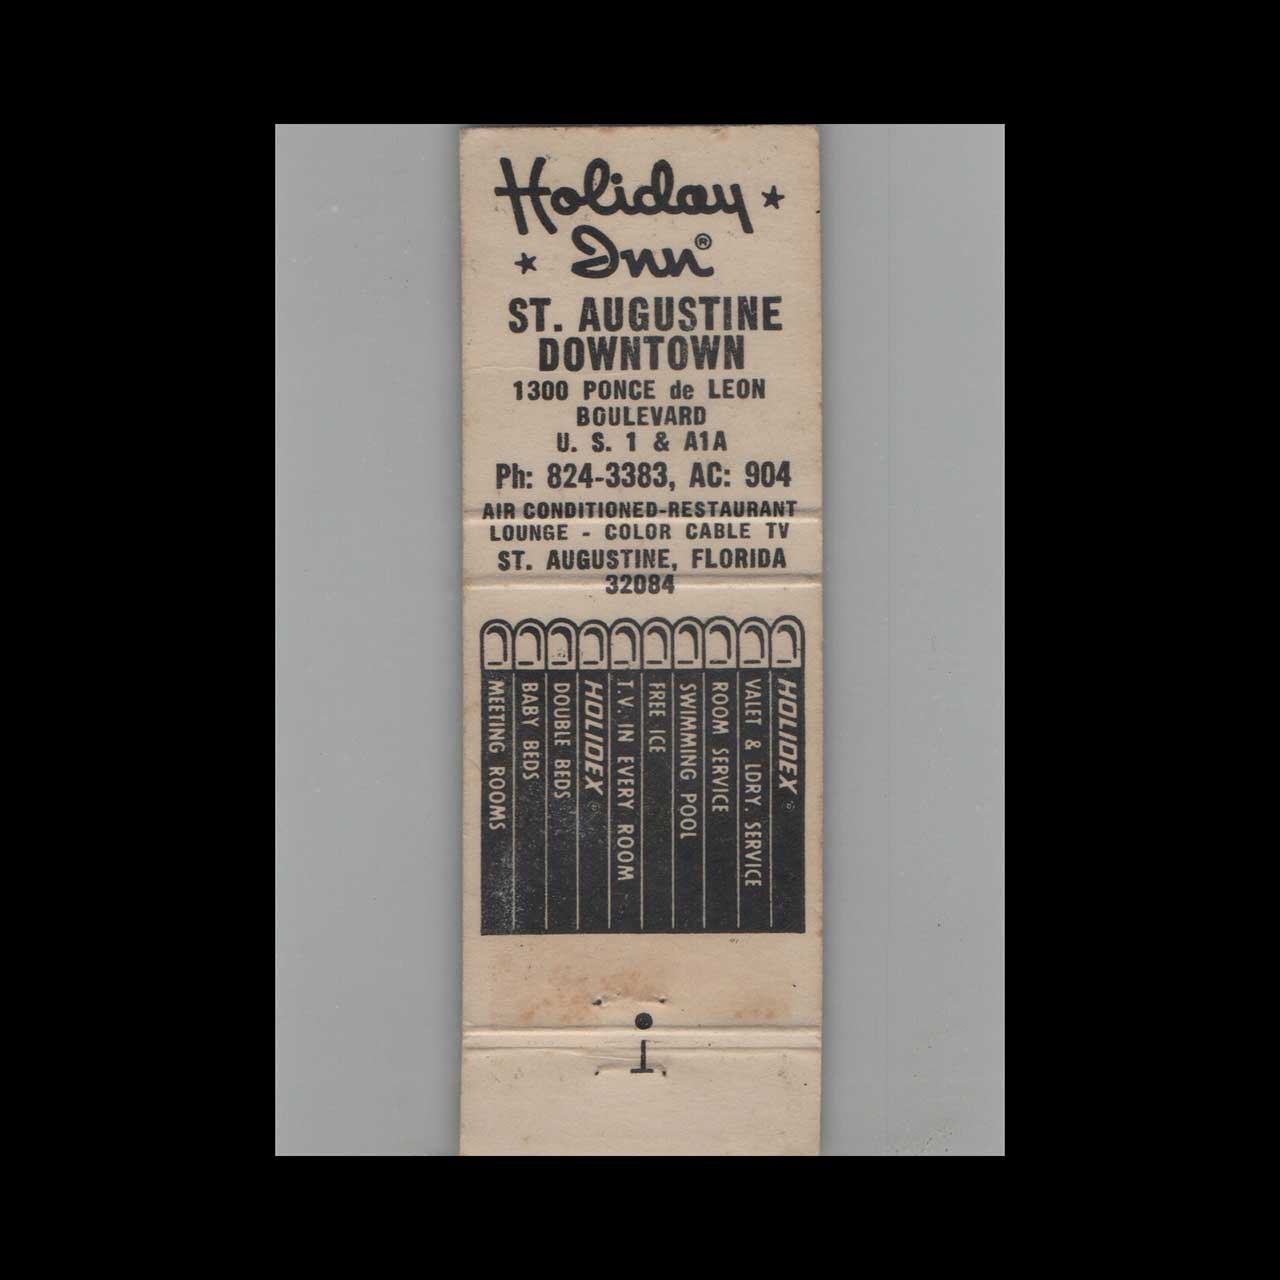 Holiday
Inn®
ST. AUGUSTINE
DOWNTOWN
1300 PONCE de LEON
BOULEVARD
U. S. 1 & A1A
Ph: 824-3383, AC: 904
AIR CONDITIONED-RESTAURANT
LOUNGE - COLOR CABLE TV
ST. AUGUSTINE, FLORIDA
32084
HOLIDEX
VALET & LDRY. SERVICE
ROOM SERVICE
SWIMMING POOL
FREE ICE
T.V. IN EVERY ROOM
HOLIDEX ©
DOUBLE BEDS
BABY BEDS
MEETING ROOMS